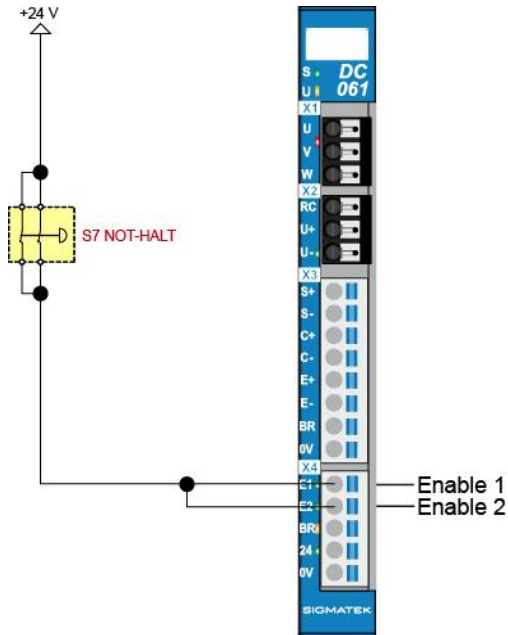 +24 V
S7 NOT-HALT
S DC
U 061
X1
U
V
W
X2
RC
U+
U-
X3
S+
S-
C+
C-
E+
E-
BR
0V
X4
E1 Enable 1
E2 Enable 2
BR
24
0V
SIGMATEK